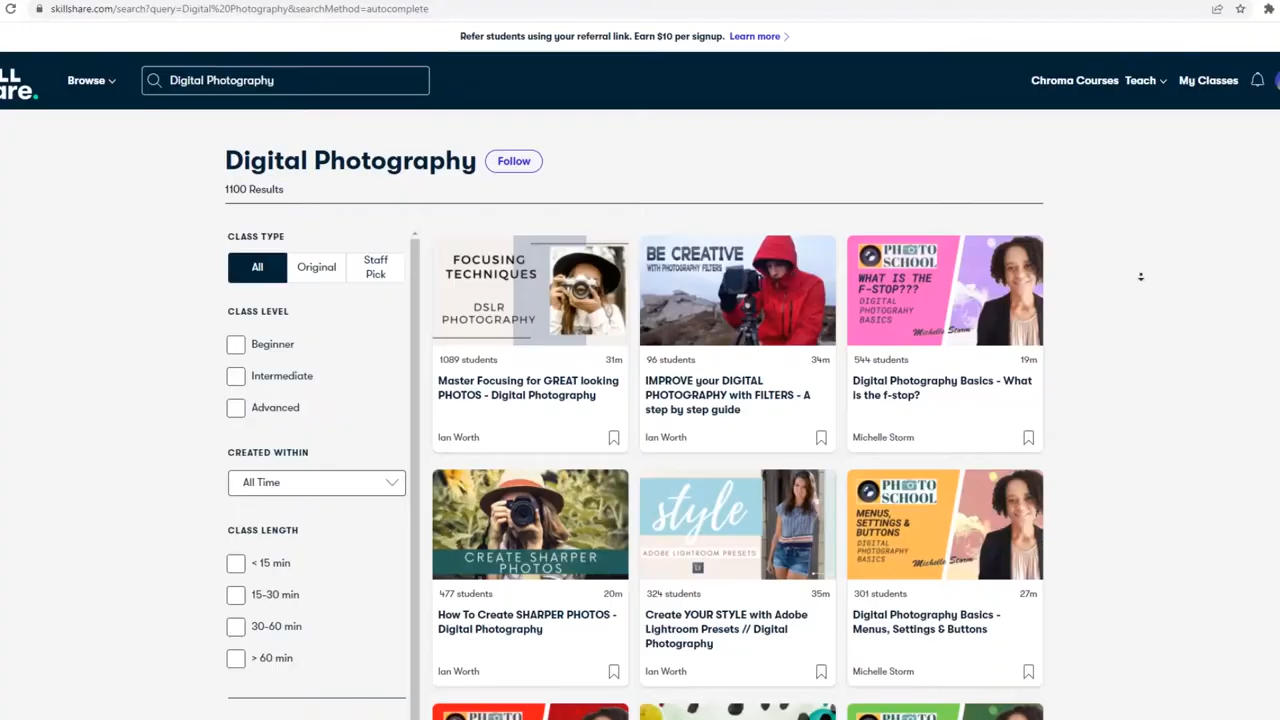 skillshare.com/search?query=Digital%20Photography&searchMethod=autocomplete
Refer students using your referral link. Earn $10 per signup. Learn more
Browse
Digital Photography
Chroma Courses
Teach
My Classes
Digital Photography
Follow
1100 Results
CLASS TYPE
All
Original
Staff
Pick
CLASS LEVEL
Beginner
Intermediate
Advanced
CREATED WITHIN
All Time
CLASS LENGTH
< 15 min
15-30 min
30-60 min
> 60 min
FOCUSING
TECHNIQUES
DSLR
PHOTOGRAPHY
1089 students
31m
Master Focusing for GREAT looking
PHOTOS - Digital Photography
Ian Worth
BE CREATIVE
WITH PHOTOGRAPHY FILTERS
96 students
34m
IMPROVE your DIGITAL
PHOTOGRAPHY with FILTERS - A
step by step guide
Ian Worth
PHOTO
SCHOOL
WHAT IS THE
F-STOP???
DIGITAL
PHOTOGRAHY
BASICS
Michelle Storm
544 students
19m
Digital Photography Basics - What
is the f-stop?
Michelle Storm
CREATE SHARPER
PHOTOS
477 students
20m
How To Create SHARPER PHOTOS -
Digital Photography
Ian Worth
style
ADOBE LIGHTROOM PRESETS
324 students
35m
Create YOUR STYLE with Adobe
Lightroom Presets // Digital
Photography
Ian Worth
PHOTO
SCHOOL
MENUS,
SETTINGS &
BUTTONS
DIGITAL
PHOTOGRAPHY
BASICS
Michelle Storm
301 students
27m
Digital Photography Basics -
Menus, Settings & Buttons
Michelle Storm
PHOTO
PHOTO